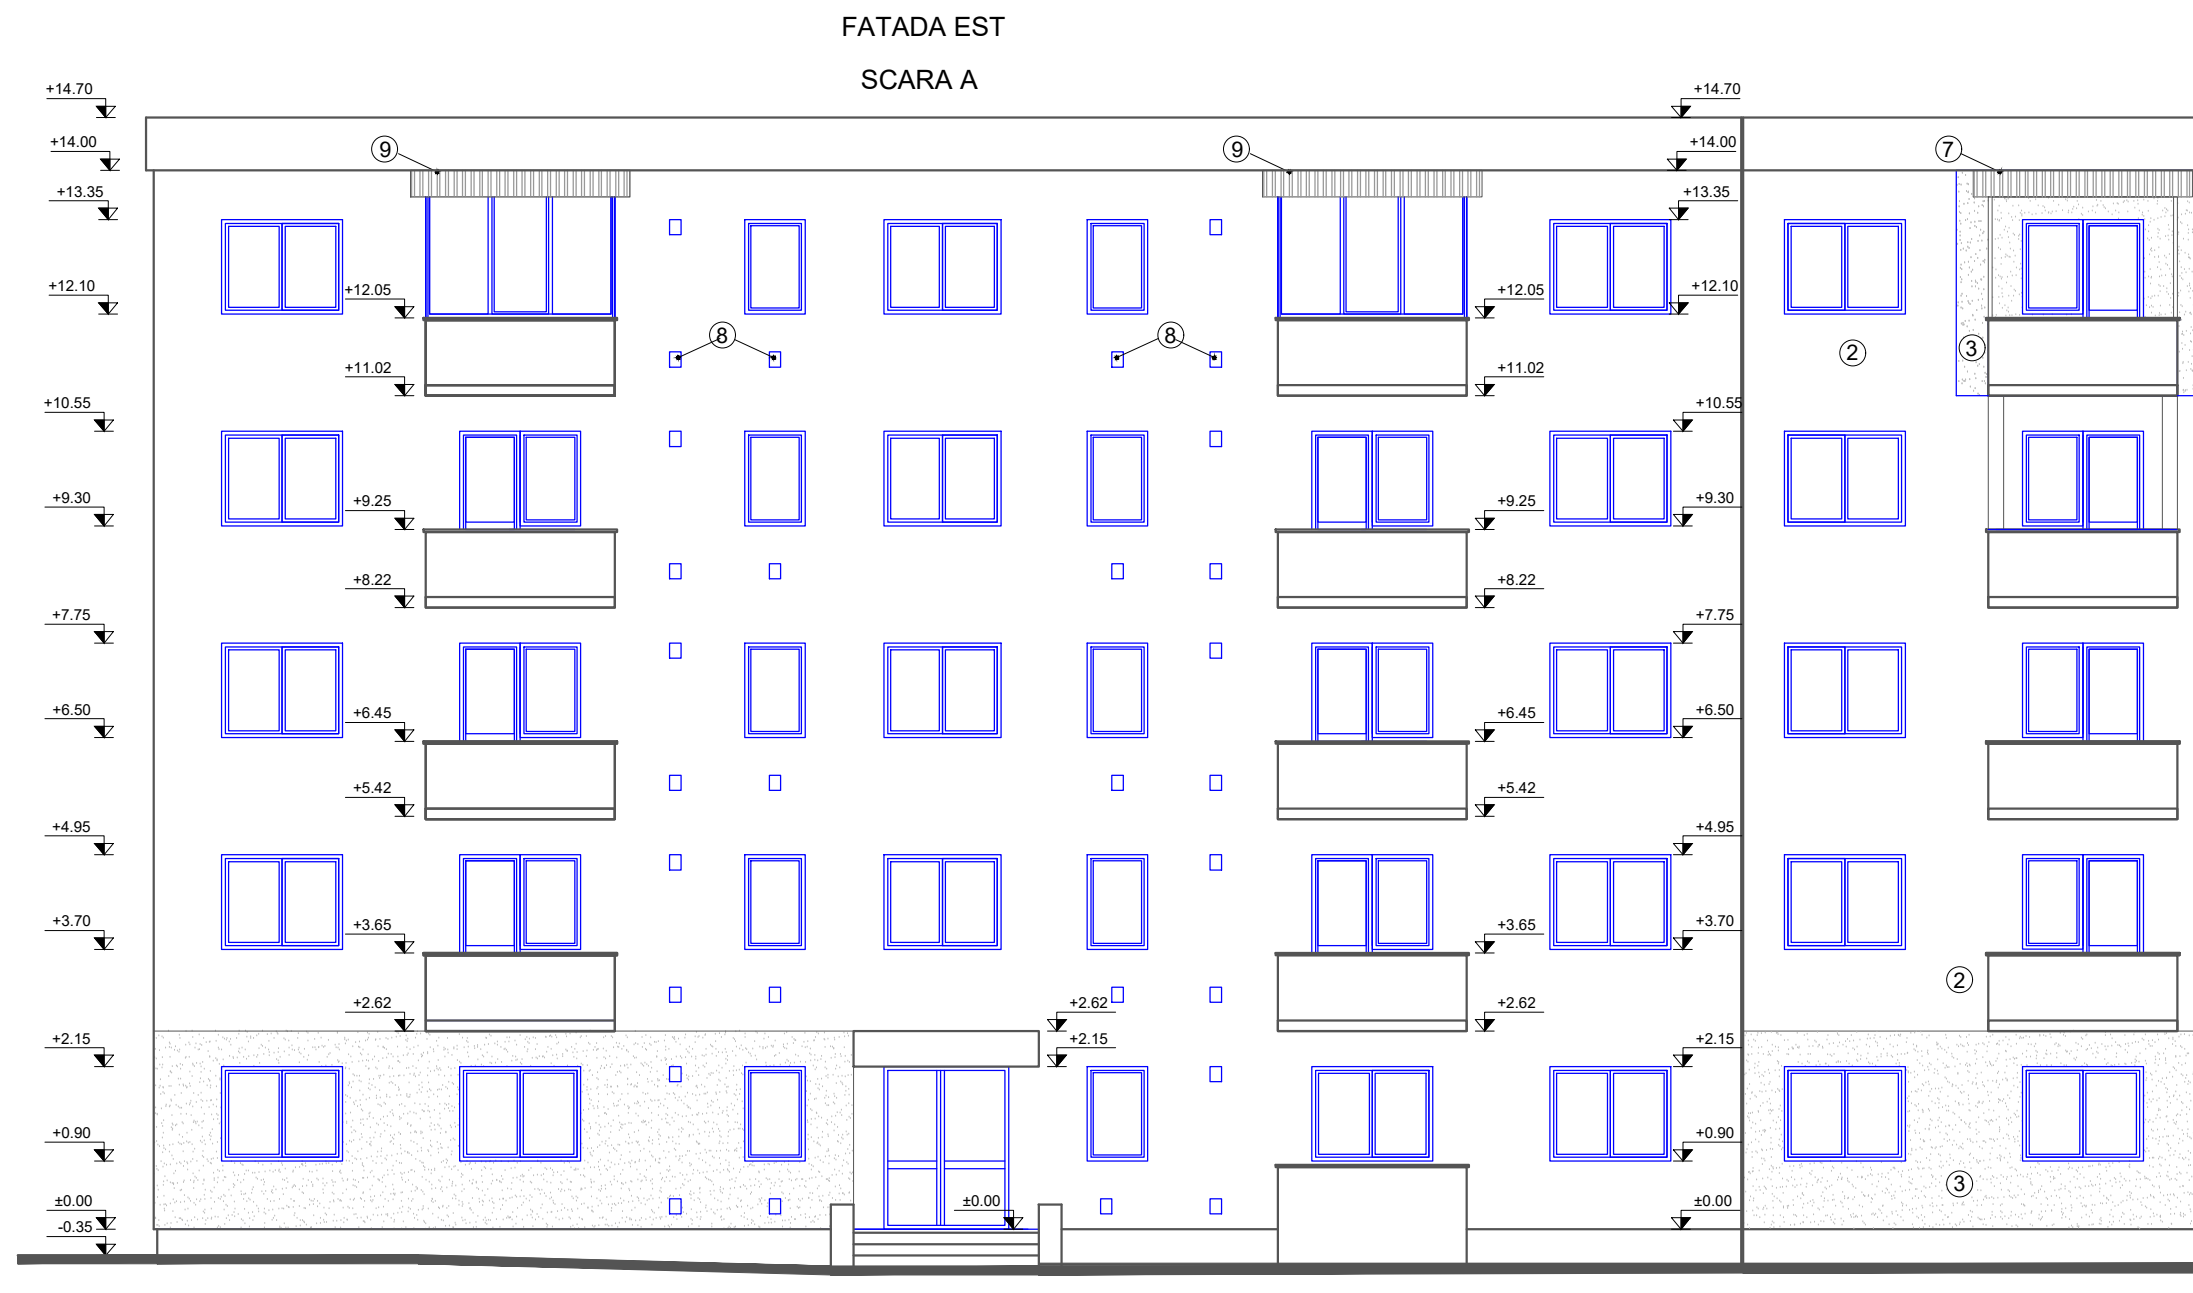 FATADA EST
SCARA A
+14.70 +14.70
+14.00 ⑨ ⑨ +14.00 ⑦
+13.35 +13.35
+12.10 +12.05 +12.05 +12.10
⑧ ⑧ ② ③
+11.02 +11.02
+10.55 +10.55
+9.30 +9.25 +9.25 +9.30
+8.22 +8.22
+7.75 +7.75
+6.50 +6.45 +6.45 +6.50
+5.42 +5.42
+4.95 +4.95
+3.70 +3.65 +3.65 +3.70
②
+2.62 +2.62 +2.62
+2.15 +2.15 +2.15
+0.90 +0.90
③
±0.00 ±0.00 ±0.00
-0.35